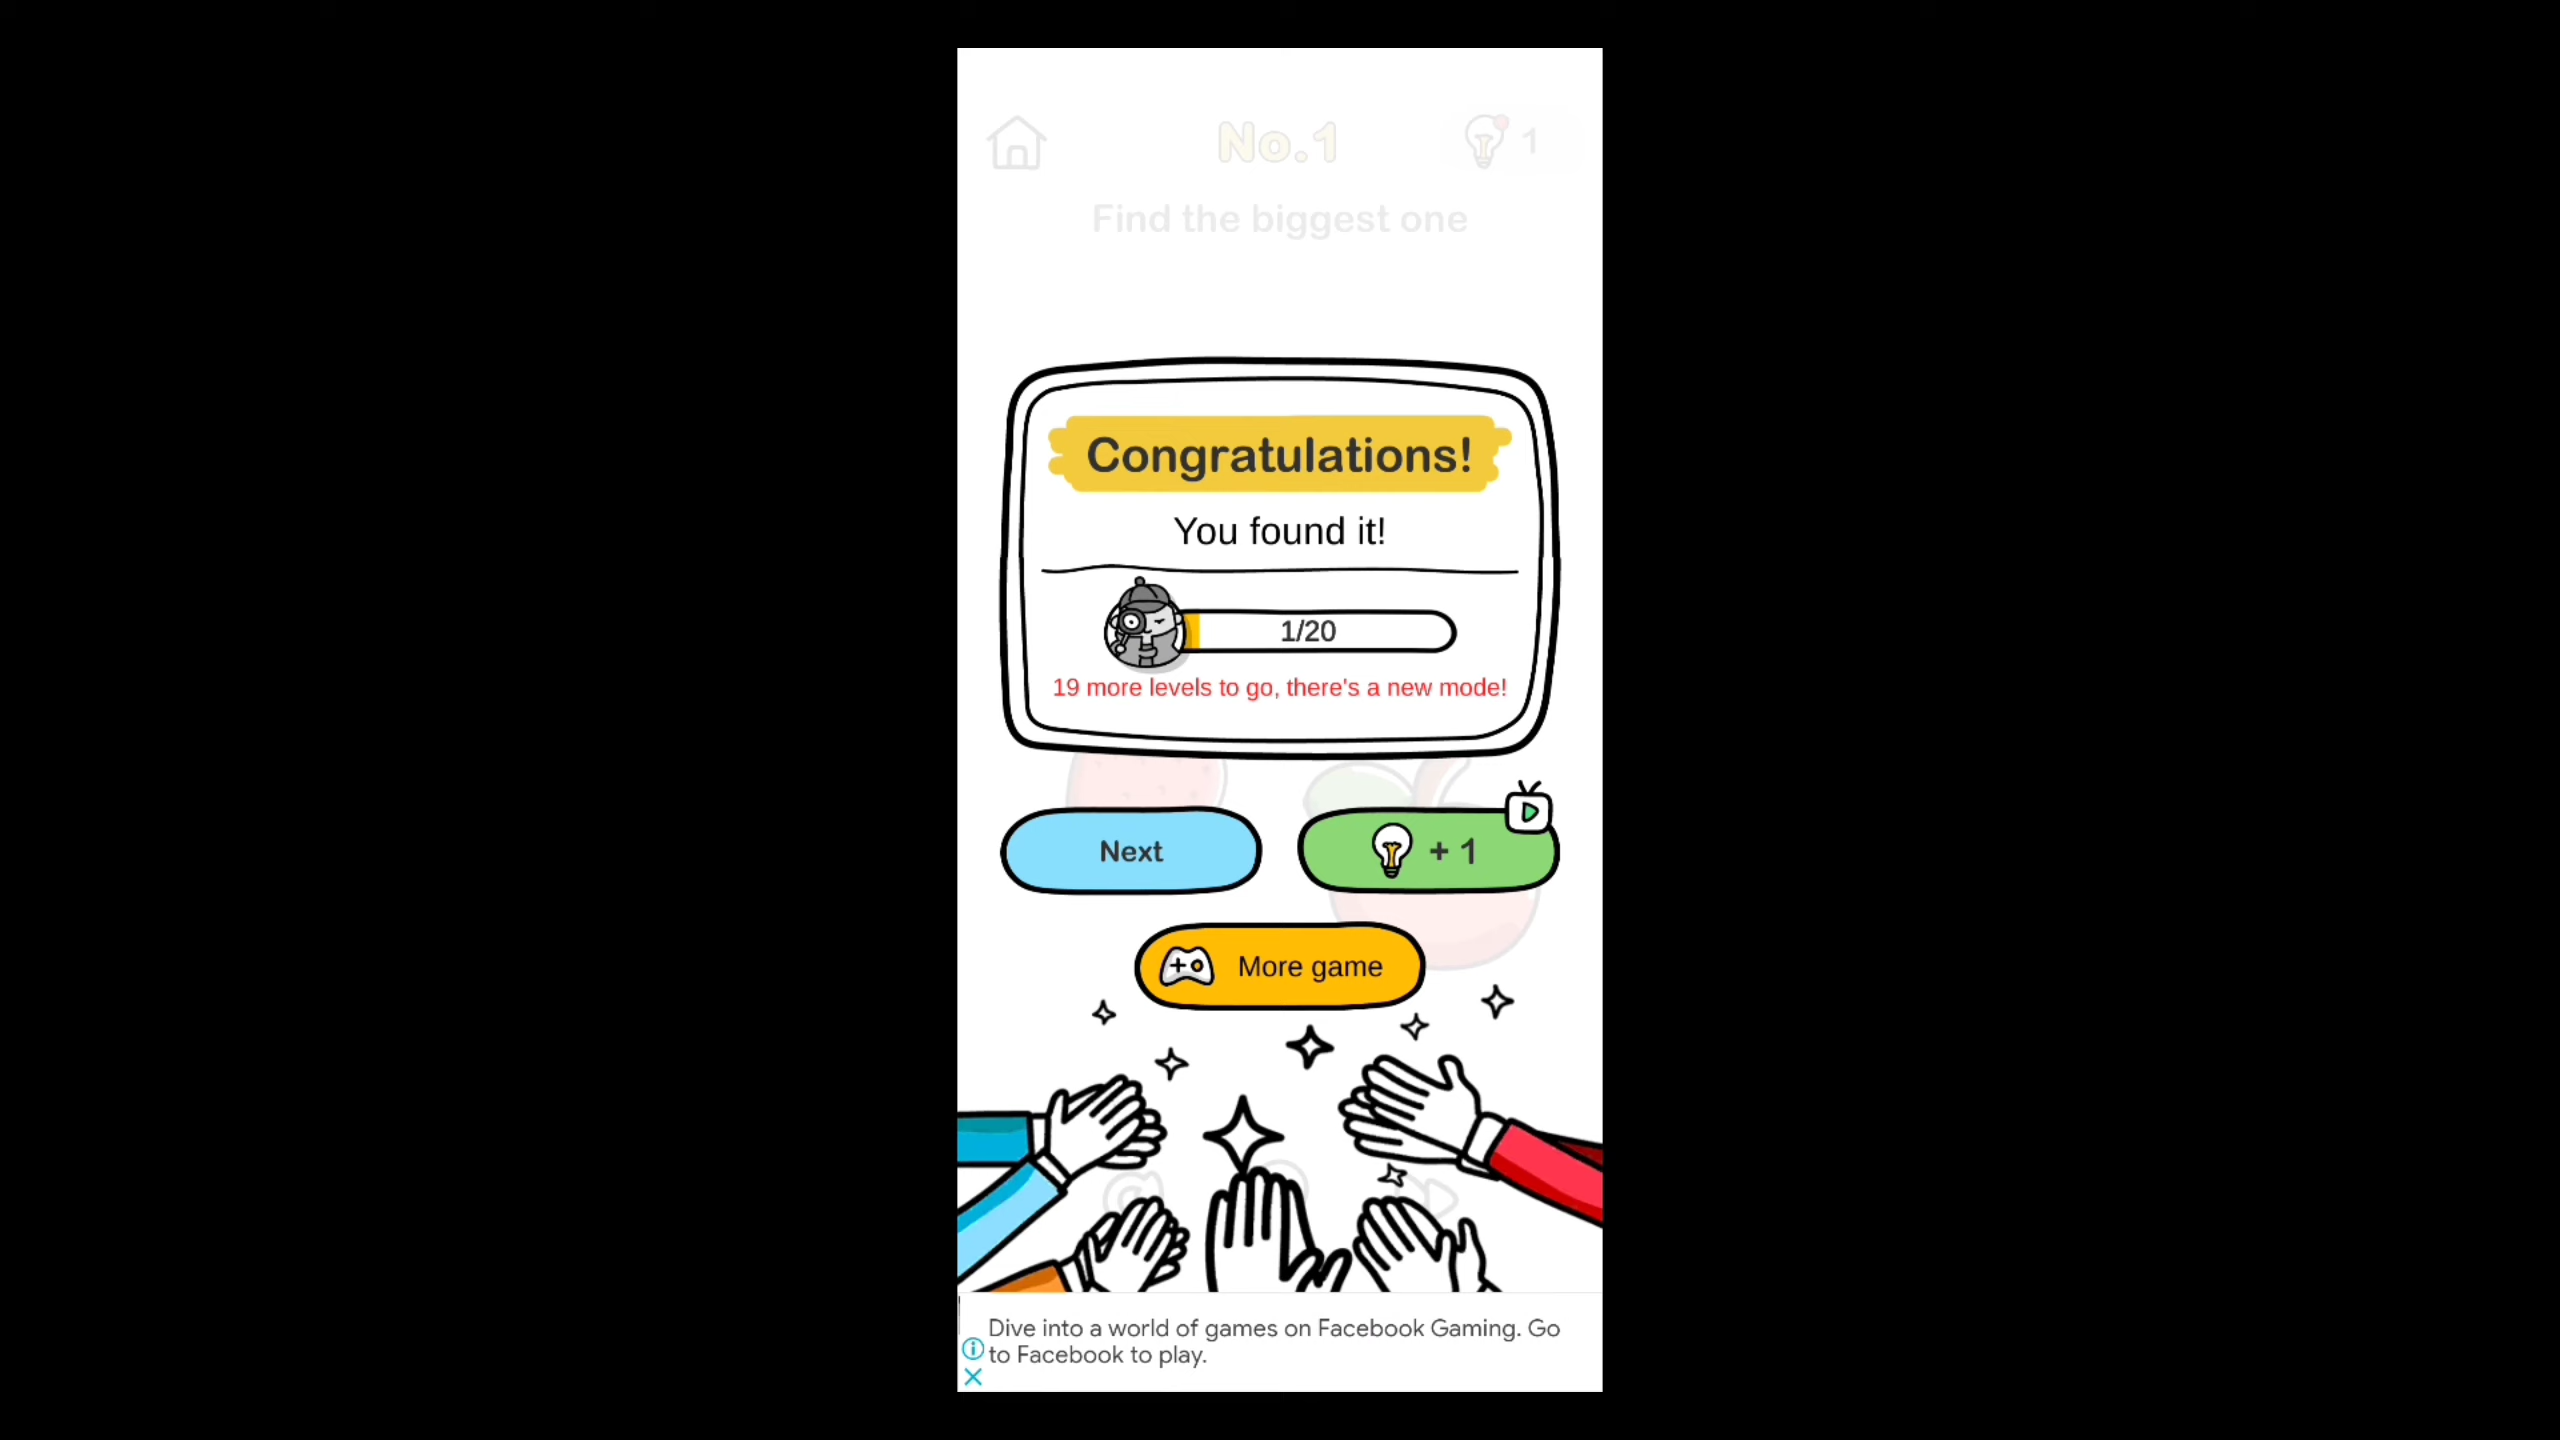 No.1
1
Find the biggest one
Congratulations!
You found it!
1/20
19 more levels to go, there's a new mode!
Next
+ 1
More game
Dive into a world of games on Facebook Gaming. Go
to Facebook to play.